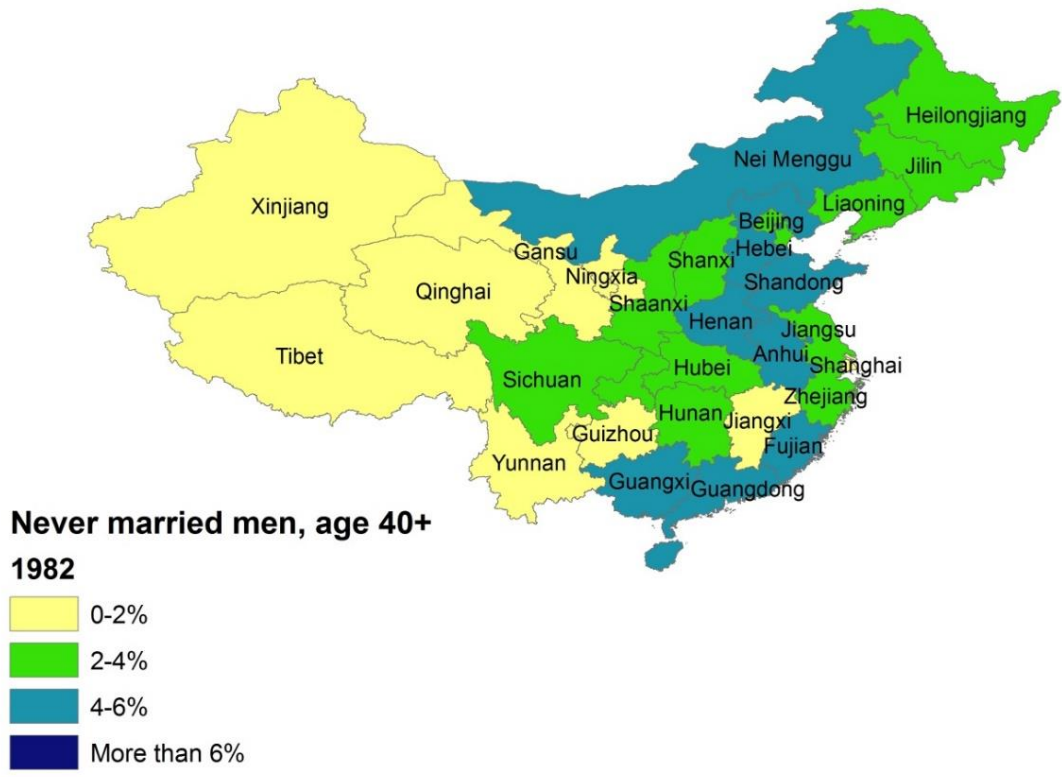 Heilongjiang
Nei Menggu
Jilin
Xinjiang
Liaoning
Beijing
Gansu
Hebei
Shanxi
Ningxia
Qinghai
Shandong
Shaanxi
Henan
Jiangsu
Tibet
Anhui
Hubei
Shanghai
Sichuan
Zhejiang
Hunan
Jiangxi
Guizhou
Fujian
Yunnan
Guangxi
Guangdong
Never married men, age 40+
1982
0-2%
2-4%
4-6%
More than 6%